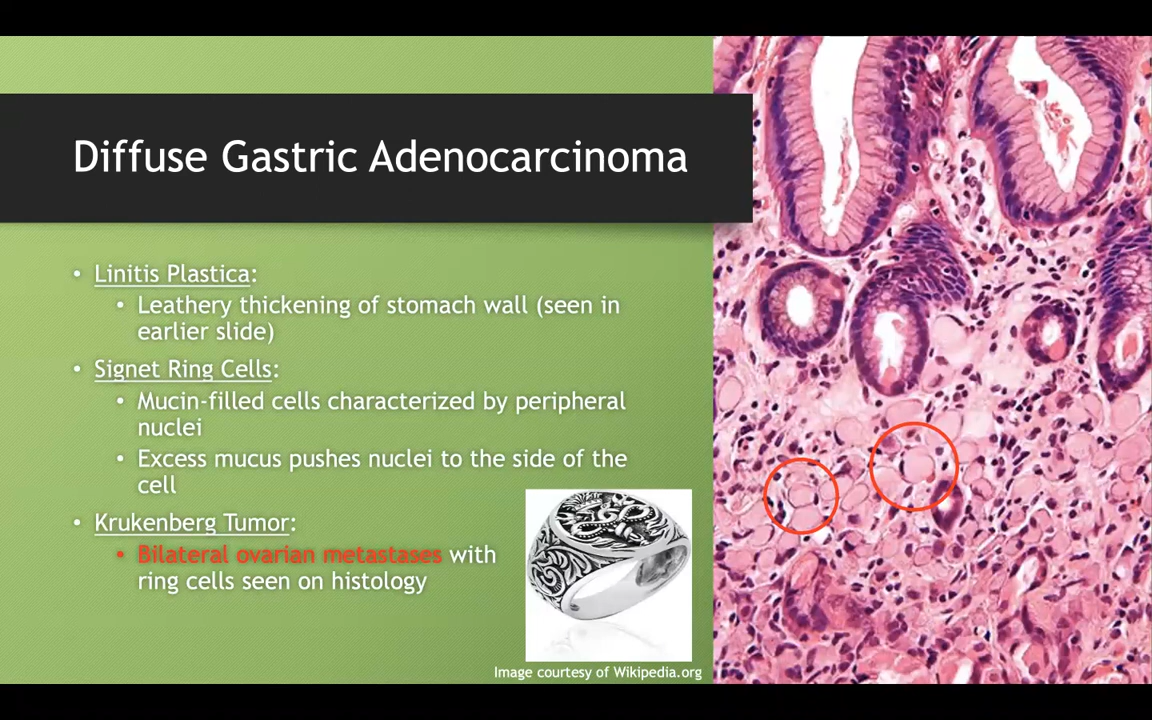 Diffuse Gastric Adenocarcinoma
• Linitis Plastica:
• Leathery thickening of stomach wall (seen in
earlier slide)
• Signet Ring Cells:
• Mucin-filled cells characterized by peripheral
nuclei
• Excess mucus pushes nuclei to the side of the
cell
• Krukenberg Tumor:
• Bilateral ovarian metastases with
ring cells seen on histology
Image courtesy of Wikipedia.org